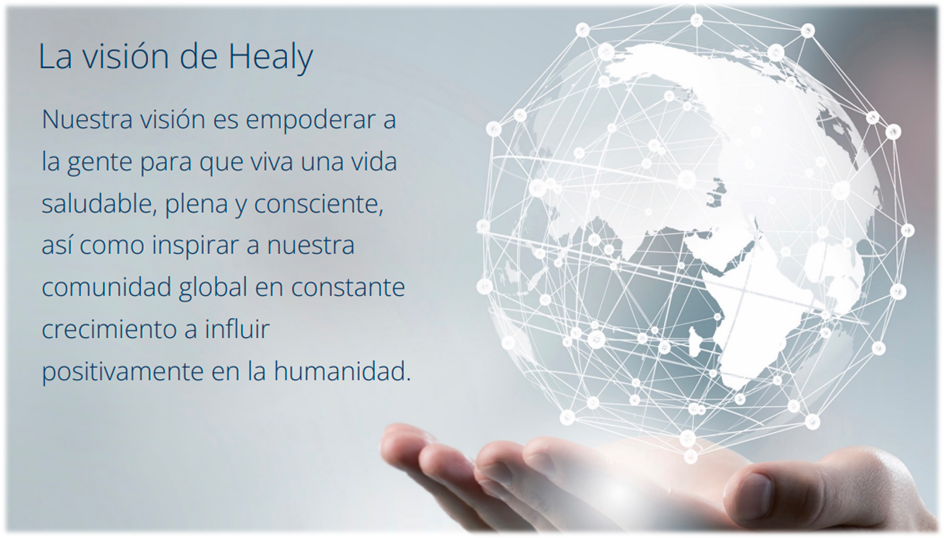 La visión de Healy
Nuestra visión es empoderar a
la gente para que viva una vida
saludable, plena y consciente,
así como inspirar a nuestra
comunidad global en constante
crecimiento a influir
positivamente en la humanidad.